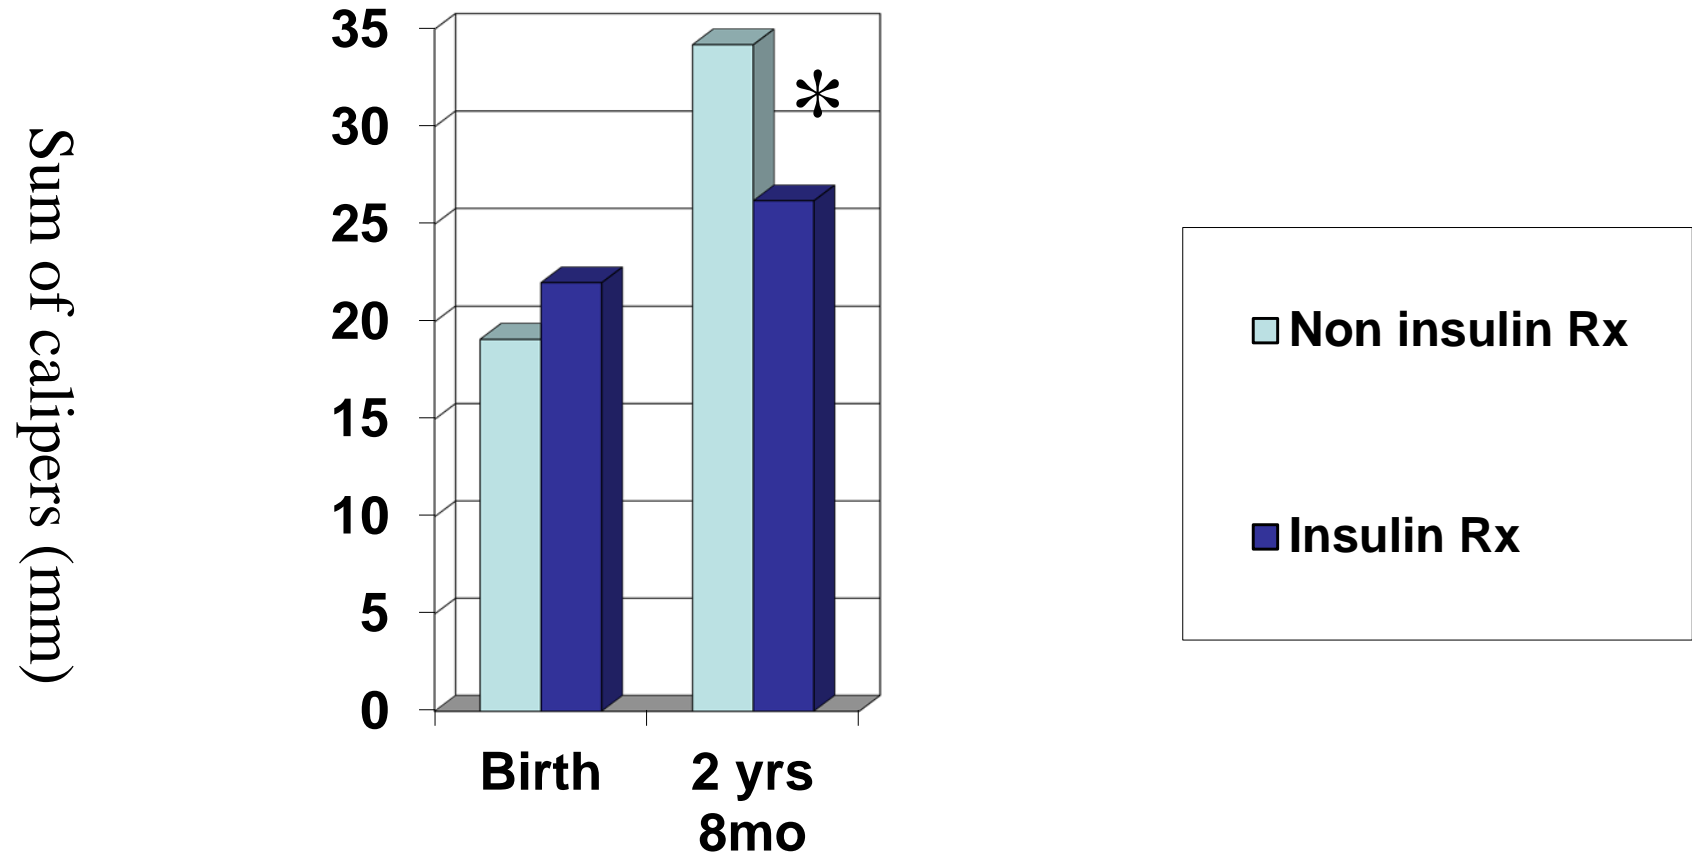 Sum of calipers (mm)
35
30
25
20
15
10
5
0
*
Birth
2 yrs
8mo
Non insulin Rx
Insulin Rx